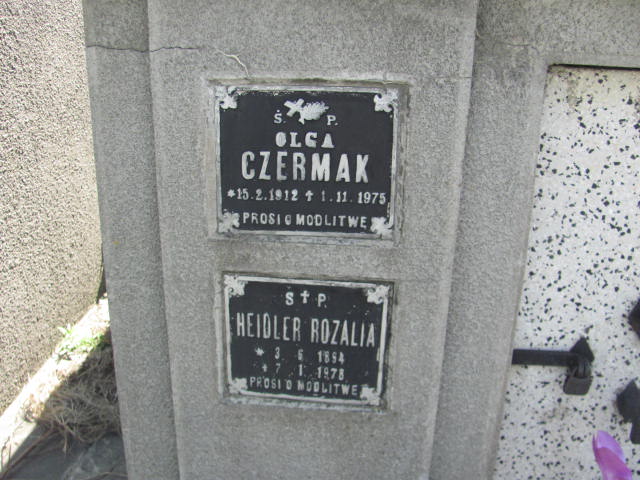 Ś. P.
OLGA
CZERMAK
*15.2.1912 ✝ 1.11.1975
PROSI O MODLITWE
Ś ✝ P.
HEIDLER ROZALIA
* 3 6 1894
✝ 7 1 1978
PROSI O MODLITWE